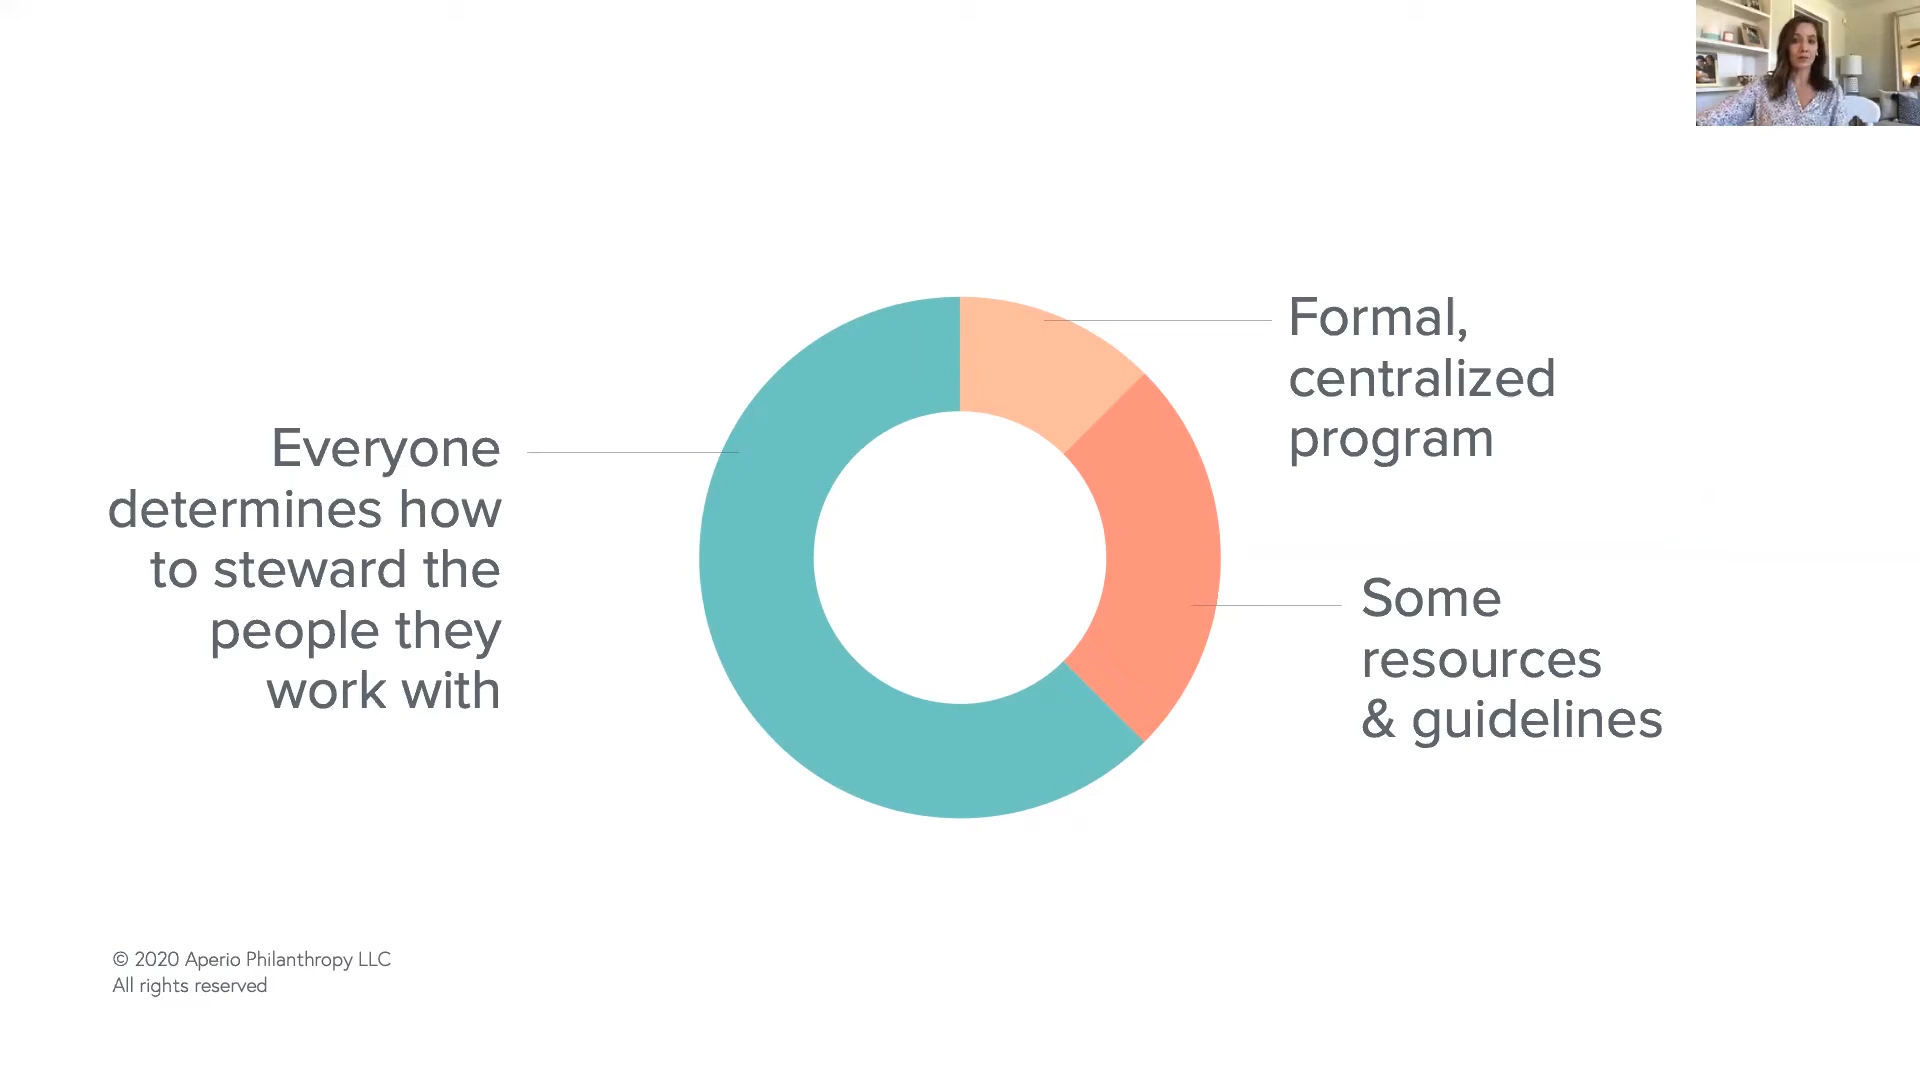 Formal,
centralized
program
Everyone
determines how
to steward the
people they
work with
Some
resources
& guidelines
© 2020 Aperio Philanthropy LLC
All rights reserved